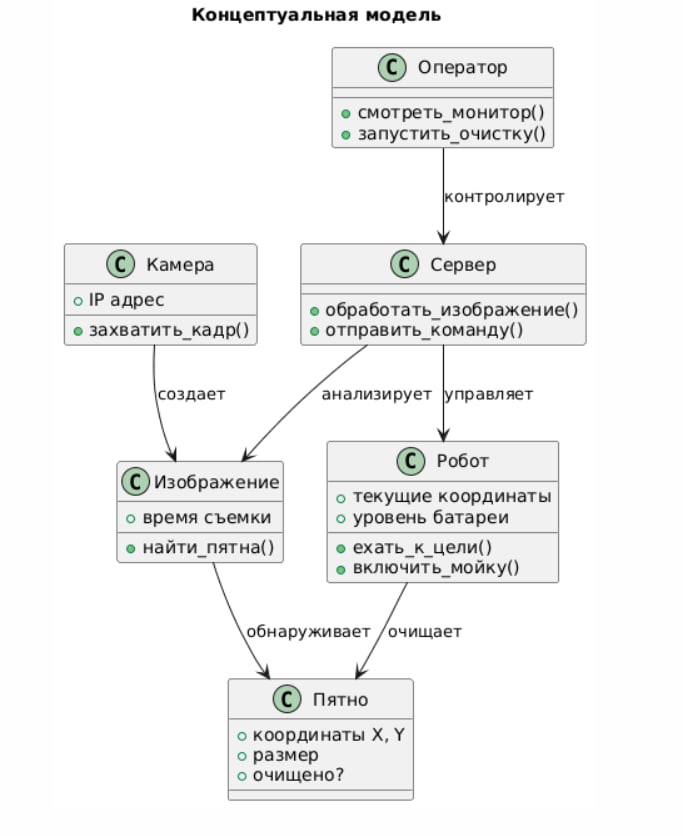 Концептуальная модель
C Оператор
смотреть_монитор()
запустить_очистку()
контролирует
C Камера
IP адрес
захватить_кадр()
C Сервер
обработать_изображение()
отправить_команду()
создает
анализирует
управляет
C Изображение
время съемки
найти_пятна()
C Робот
текущие координаты
уровень батареи
ехать_к_цели()
включить_мойку()
обнаруживает
очищает
C Пятно
координаты X, Y
размер
очищено?